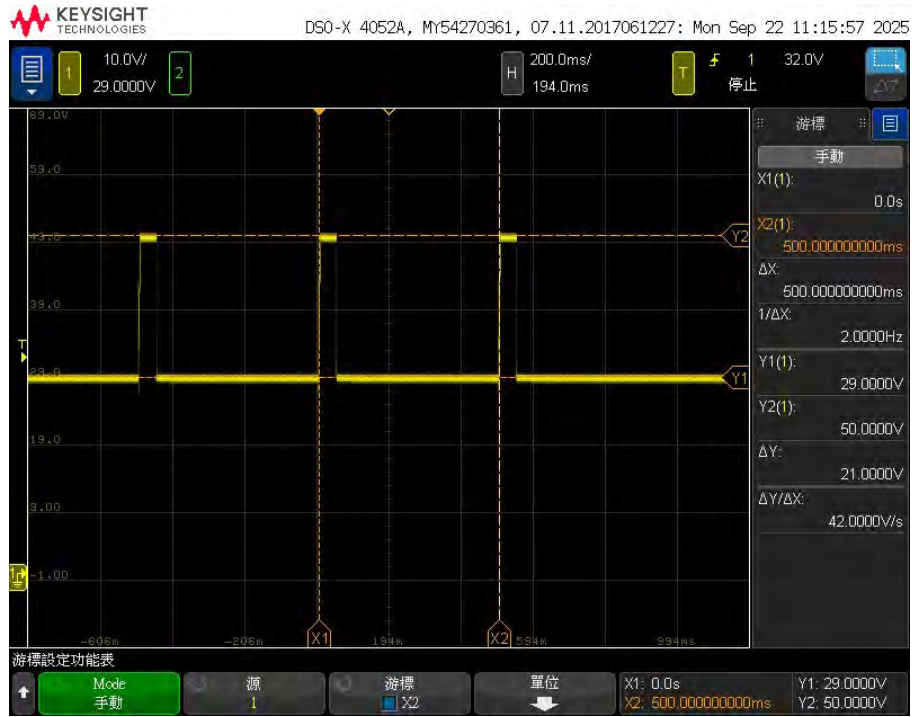 KEYSIGHT
TECHNOLOGIES
DSO-X 4052A, MY54270361, 07.11.2017061227: Mon Sep 22 11:15:57 2025
1 10.0V/ 29.0000V 2 H 200.0ms/ 194.0ms T 1 32.0V 停止
69.0V
59.0
39.0
29.0
19.0
9.00
-1.00
T
Y2
Y1
X1
X2
-606m -206m 194m 594m 994ms
游標
手動
X1(1):
0.0s
X2(1):
500.000000000ms
ΔX:
500.000000000ms
1/ΔX:
2.0000Hz
Y1(1):
29.0000V
Y2(1):
50.0000V
ΔY:
21.0000V
ΔY/ΔX:
42.0000V/s
游標設定功能表
Mode 源 游標 單位 X1: 0.0s Y1: 29.0000V
手動 1 X2 X2: 500.000000000ms Y2: 50.0000V